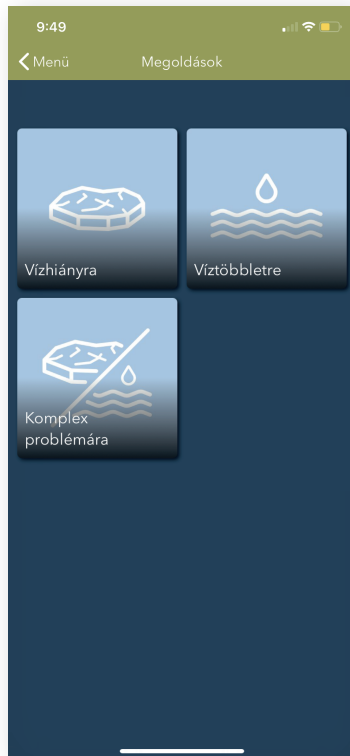 9:49
Menü
Megoldások
Vízhiányra
Víztöbbletre
Komplex
problémára